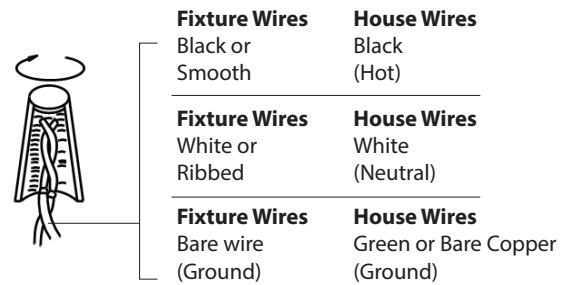 Fixture Wires House Wires
Black or Black
Smooth (Hot)
Fixture Wires House Wires
White or White
Ribbed (Neutral)
Fixture Wires House Wires
Bare wire Green or Bare Copper
(Ground) (Ground)